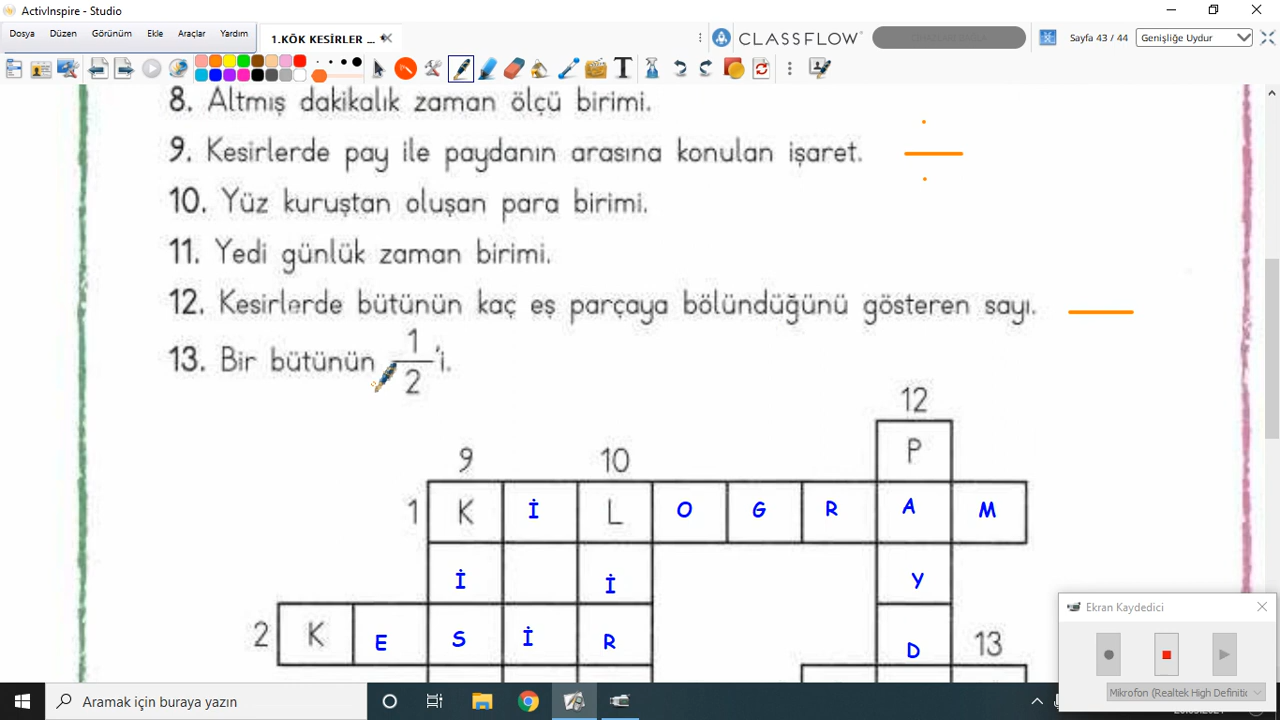 ActivInspire - Studio
Dosya Düzen Görünüm Ekle Araçlar Yardım
1.KÖK KESİRLER ...
CLASSFLOW
Sayfa 43 / 44
Genişliğe Uydur
8. Altmış dakikalık zaman ölçü birimi.
9. Kesirlerde pay ile paydanın arasına konulan işaret.
10. Yüz kuruştan oluşan para birimi.
11. Yedi günlük zaman birimi.
12. Kesirlerde bütünün kaç eş parçaya bölündüğünü gösteren sayı.
13. Bir bütünün 1/2'i.
12
P
9 10
1 K İ L O G R A M
İ İ Y
2 K E S İ R D 13
Ekran Kaydedici
Mikrofon (Realtek High Definitic
Aramak için buraya yazın